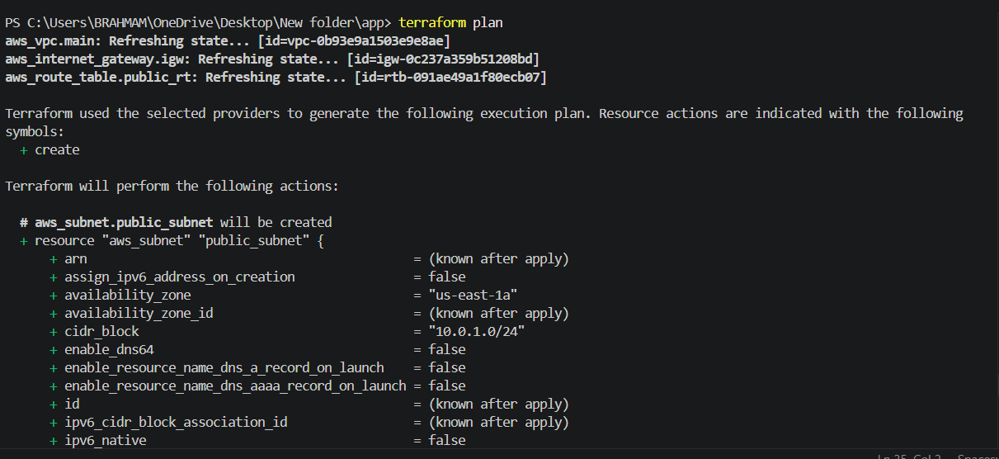 PS C:\Users\BRAHMAM\OneDrive\Desktop\New folder\app> terraform plan
aws_vpc.main: Refreshing state... [id=vpc-0b93e9a1503e9e8ae]
aws_internet_gateway.igw: Refreshing state... [id=igw-0c237a359b51208bd]
aws_route_table.public_rt: Refreshing state... [id=rtb-091ae49a1f80ecb07]
Terraform used the selected providers to generate the following execution plan. Resource actions are indicated with the following
symbols:
+ create
Terraform will perform the following actions:
# aws_subnet.public_subnet will be created
+ resource "aws_subnet" "public_subnet" {
+ arn = (known after apply)
+ assign_ipv6_address_on_creation = false
+ availability_zone = "us-east-1a"
+ availability_zone_id = (known after apply)
+ cidr_block = "10.0.1.0/24"
+ enable_dns64 = false
+ enable_resource_name_dns_a_record_on_launch = false
+ enable_resource_name_dns_aaaa_record_on_launch = false
+ id = (known after apply)
+ ipv6_cidr_block_association_id = (known after apply)
+ ipv6_native = false